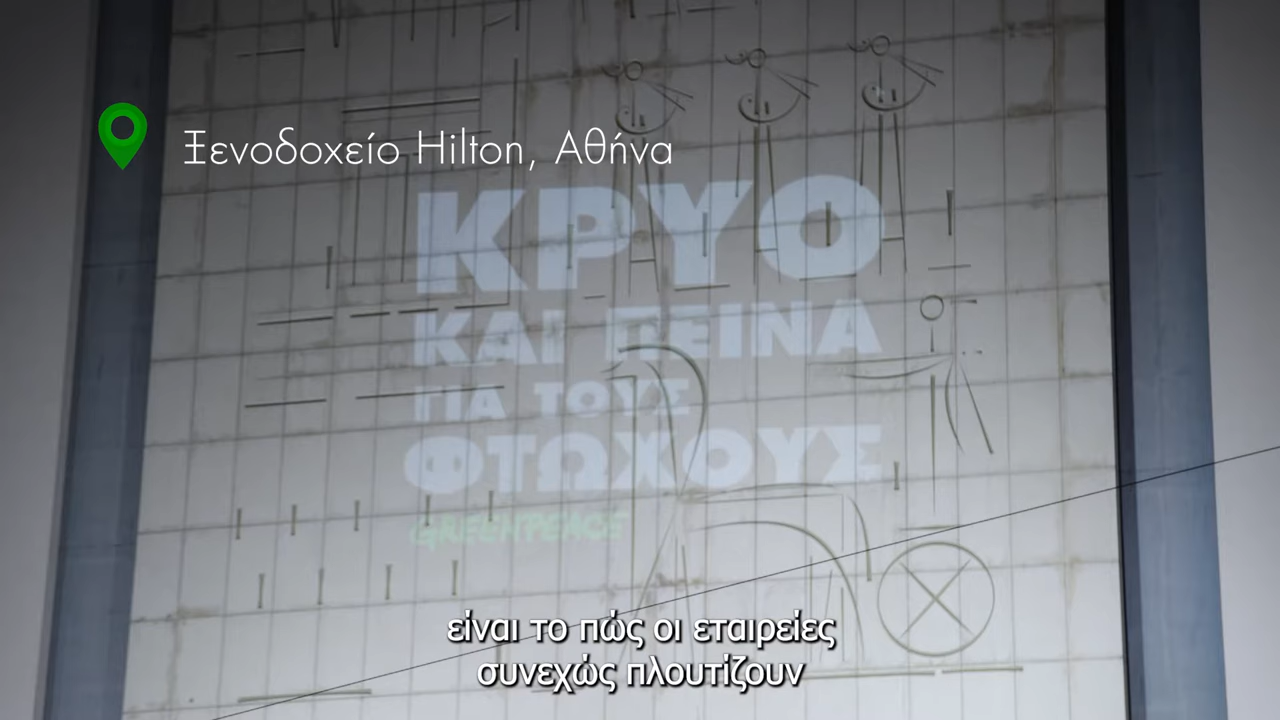 Ξενοδοχείο Hilton, Αθήνα
ΚΡΥΟ
ΚΑΙ ΠΕΙΝΑ
ΓΙΑ ΤΟΥΣ
ΦΤΩΧΟΥΣ
GREENPEACE
είναι το πώς οι εταιρείες
συνεχώς πλουτίζουν